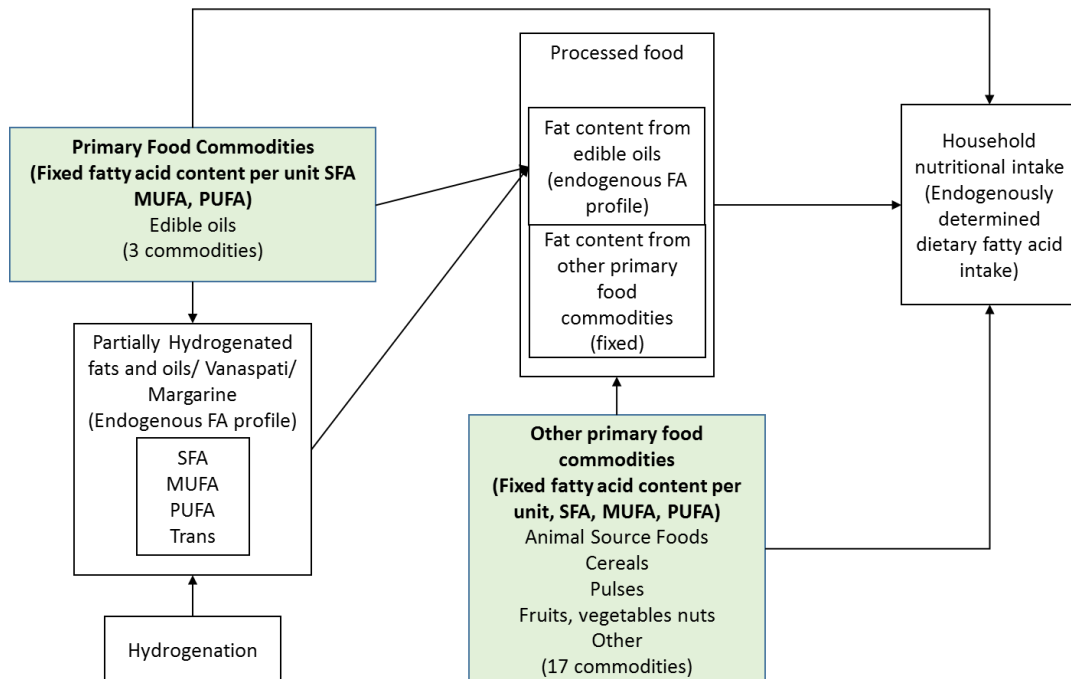 Processed food
Fat content from
edible oils
(endogenous FA
profile)
Fat content from
other primary
food
commodities
(fixed)
Primary Food Commodities
(Fixed fatty acid content per unit SFA
MUFA, PUFA)
Edible oils
(3 commodities)
Household
nutritional intake
(Endogenously
determined
dietary fatty acid
intake)
Partially Hydrogenated
fats and oils/ Vanaspati/
Margarine
(Endogenous FA profile)
SFA
MUFA
PUFA
Trans
Hydrogenation
Other primary food
commodities
(Fixed fatty acid content per
unit, SFA, MUFA, PUFA)
Animal Source Foods
Cereals
Pulses
Fruits, vegetables nuts
Other
(17 commodities)